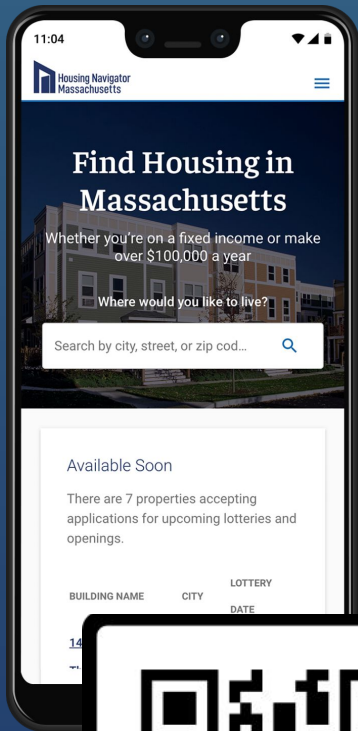 11:04
Housing Navigator
Massachusetts
Find Housing in
Massachusetts
Whether you're on a fixed income or make
over $100,000 a year
Where would you like to live?
Search by city, street, or zip cod...
Available Soon
There are 7 properties accepting
applications for upcoming lotteries and
openings.
LOTTERY
BUILDING NAME CITY
DATE
14